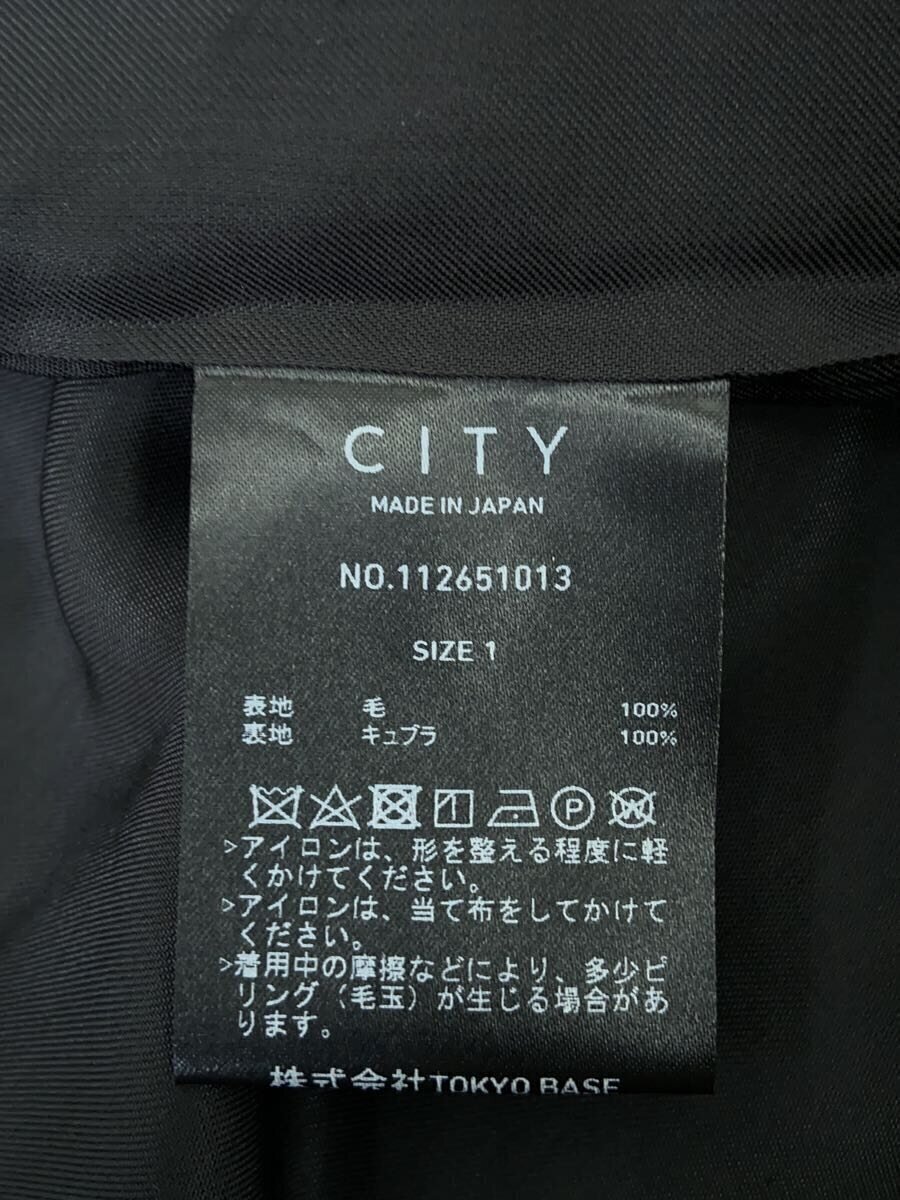 CITY
MADE IN JAPAN
NO.112651013
SIZE 1
表地 毛 100%
裏地 キュプラ 100%
P W
>アイロンは、形を整える程度に軽
くかけてください。
>アイロンは、当て布をしてかけて
ください。
>着用中の摩擦などにより、多少ピ
リング(毛玉)が生じる場合があ
ります。
株式会社TOKYO BASE